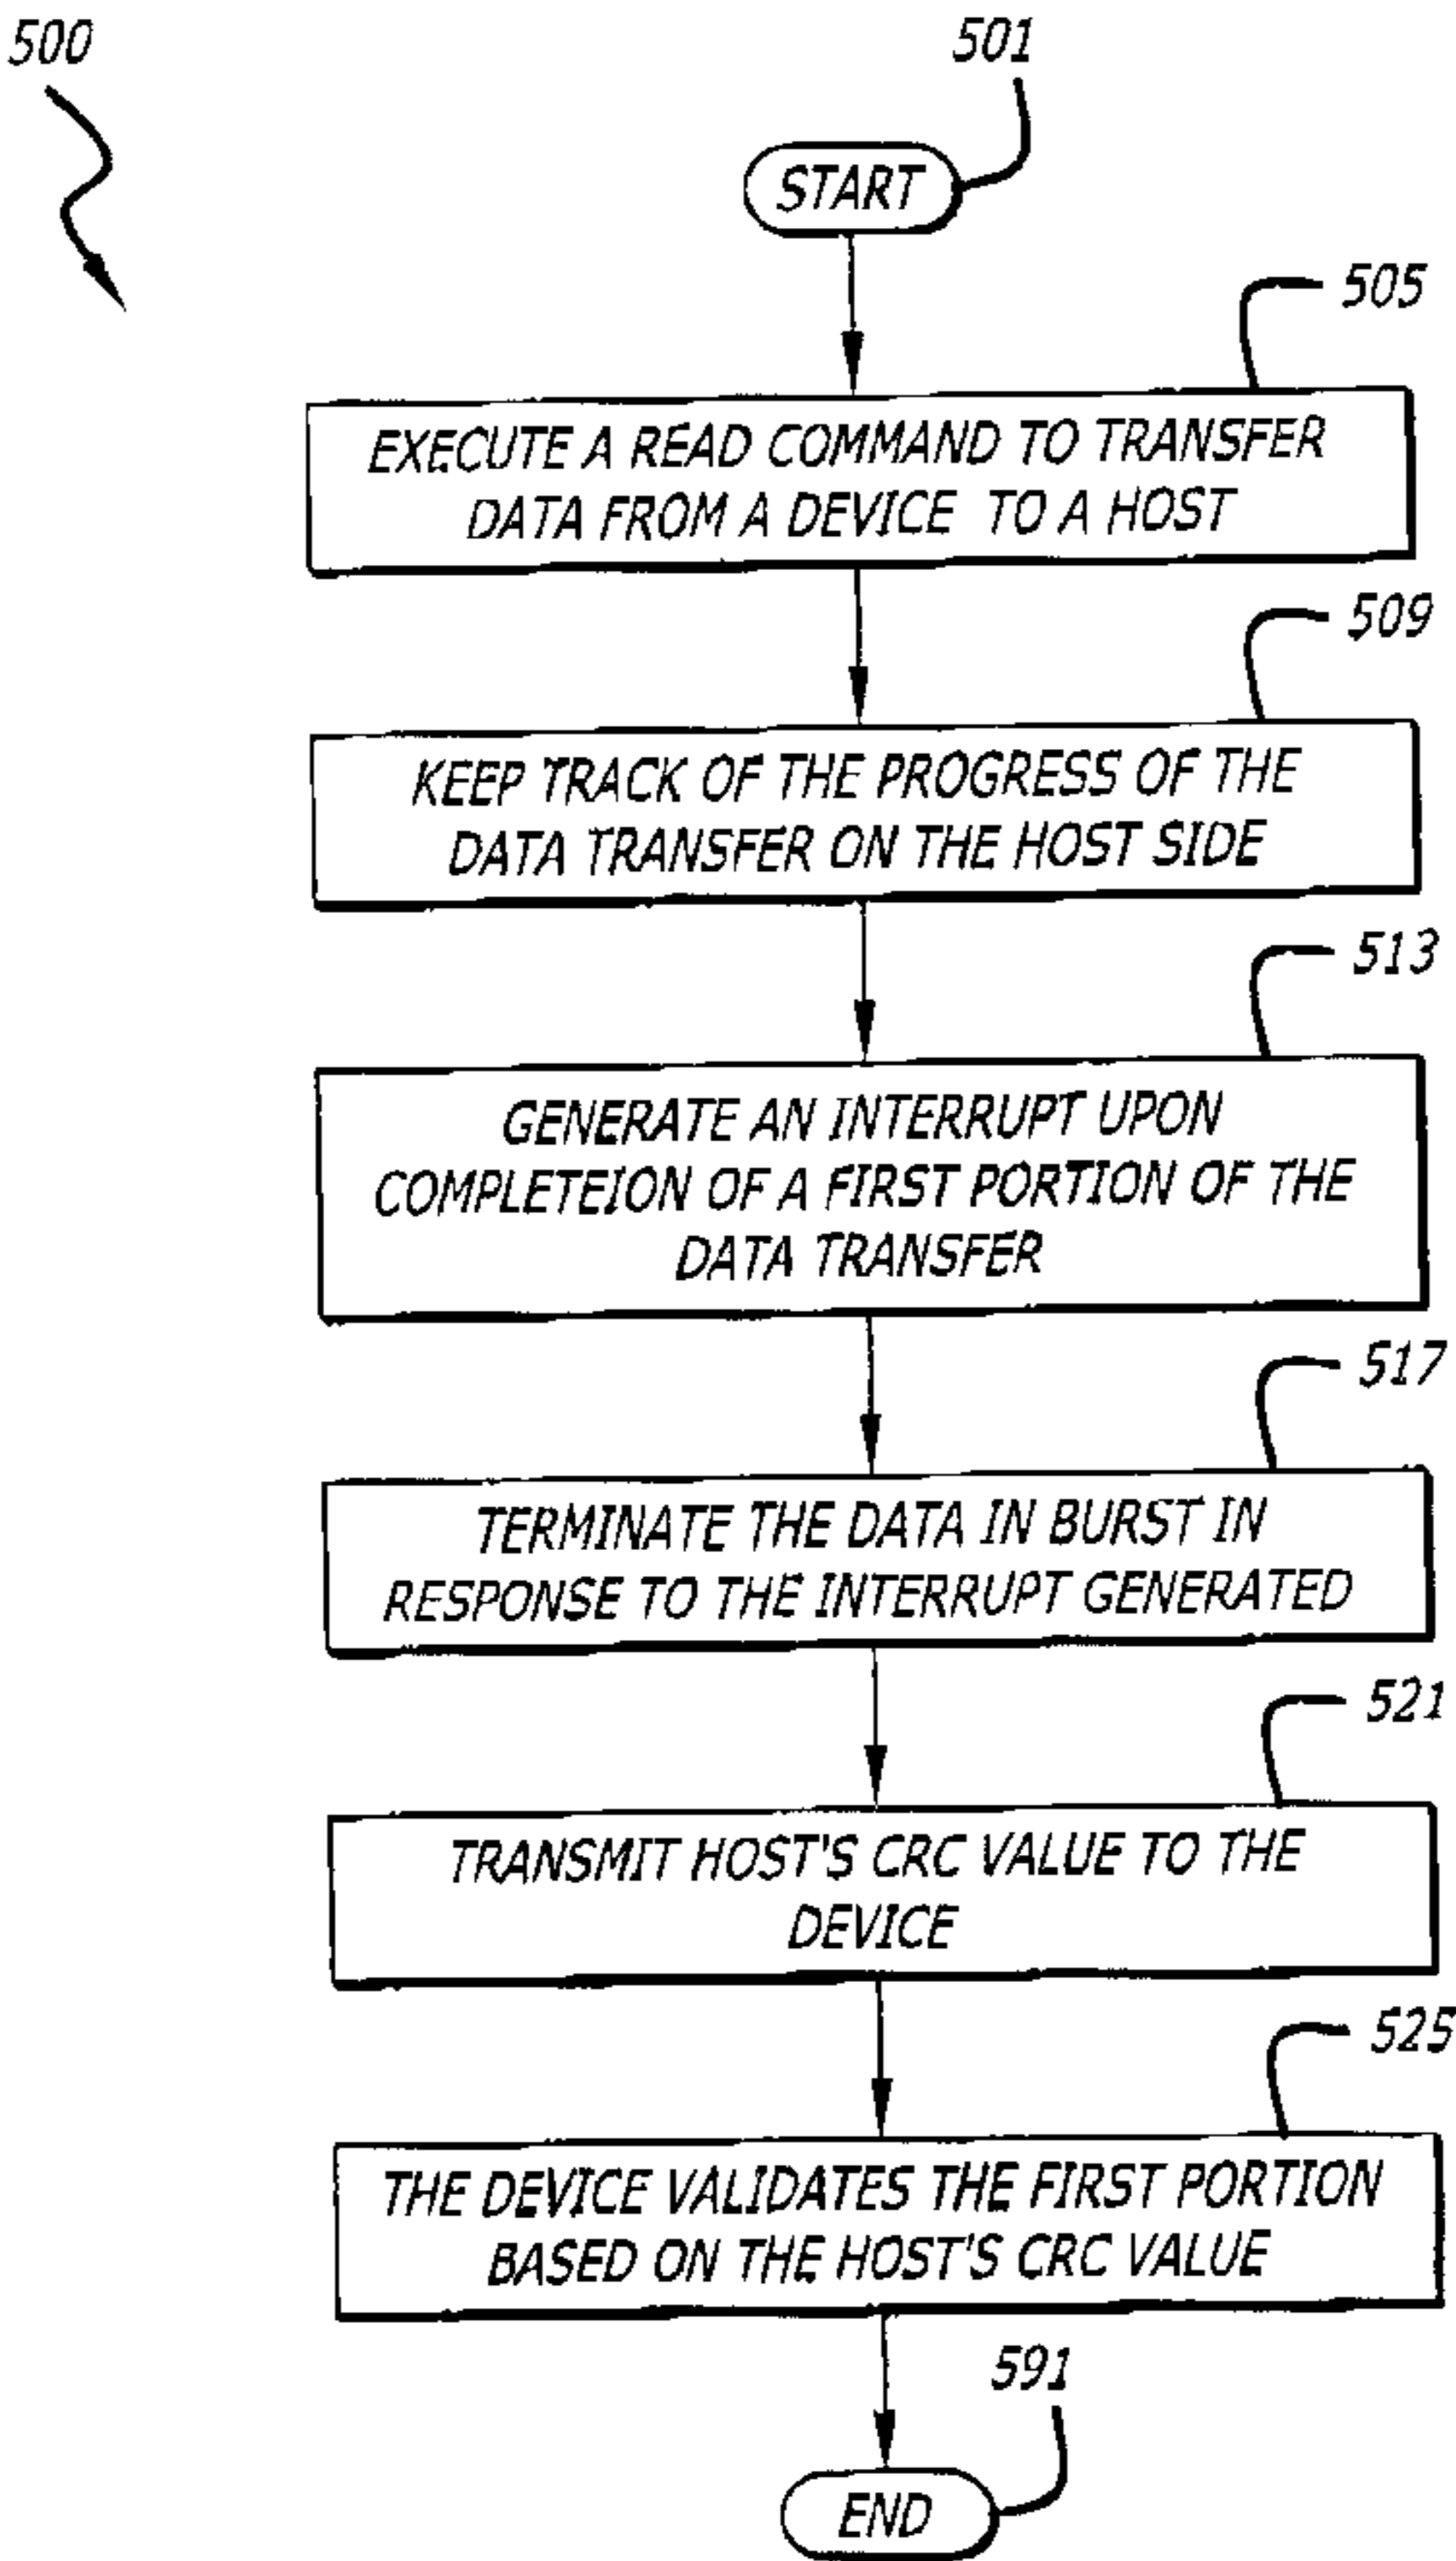 500
501
START
505
EXECUTE A READ COMMAND TO TRANSFER
DATA FROM A DEVICE TO A HOST
509
KEEP TRACK OF THE PROGRESS OF THE
DATA TRANSFER ON THE HOST SIDE
513
GENERATE AN INTERRUPT UPON
COMPLETEION OF A FIRST PORTION OF THE
DATA TRANSFER
517
TERMINATE THE DATA IN BURST IN
RESPONSE TO THE INTERRUPT GENERATED
521
TRANSMIT HOST'S CRC VALUE TO THE
DEVICE
525
THE DEVICE VALIDATES THE FIRST PORTION
BASED ON THE HOST'S CRC VALUE
591
END